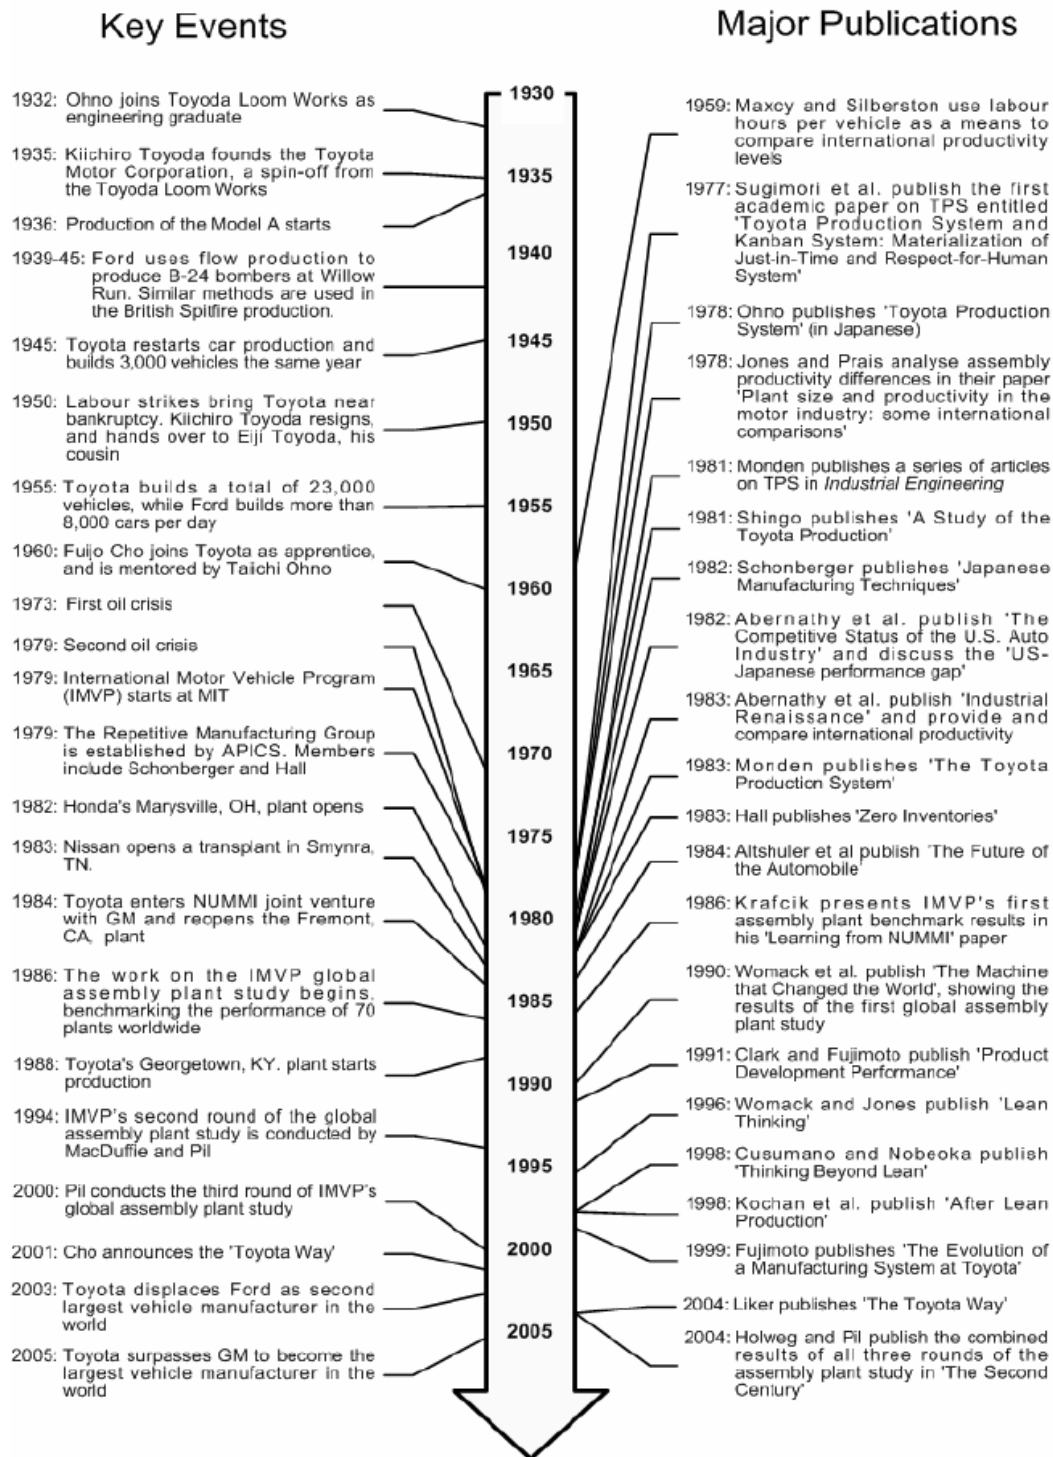 Key Events
1932: Ohno joins Toyoda Loom Works as
engineering graduate
1935: Kiichiro Toyoda founds the Toyota
Motor Corporation, a spin-off from
the Toyoda Loom Works
1936: Production of the Model A starts
1939-45: Ford uses flow production to
produce B-24 bombers at Willow
Run. Similar methods are used in
the British Spitfire production.
1945: Toyota restarts car production and
builds 3,000 vehicles the same year
1950: Labour strikes bring Toyota near
bankruptcy. Kiichiro Toyoda resigns,
and hands over to Eiji Toyoda, his
cousin
1955: Toyota builds a total of 23,000
vehicles, while Ford builds more than
8,000 cars per day
1960: Fuijo Cho joins Toyota as apprentice,
and is mentored by Taiichi Ohno
1973: First oil crisis
1979: Second oil crisis
1979: International Motor Vehicle Program
(IMVP) starts at MIT
1979: The Repetitive Manufacturing Group
is established by APICS. Members
include Schonberger and Hall
1982: Honda's Marysville, OH, plant opens
1983: Nissan opens a transplant in Smynra,
TN.
1984: Toyota enters NUMMI joint venture
with GM and reopens the Fremont,
CA, plant
1986: The work on the IMVP global
assembly plant study begins,
benchmarking the performance of 70
plants worldwide
1988: Toyota's Georgetown, KY. plant starts
production
1994: IMVP's second round of the global
assembly plant study is conducted by
MacDuffie and Pil
2000: Pil conducts the third round of IMVP's
global assembly plant study
2001: Cho announces the 'Toyota Way'
2003: Toyota displaces Ford as second
largest vehicle manufacturer in the
world
2005: Toyota surpasses GM to become the
largest vehicle manufacturer in the
world
1930
1935
1940
1945
1950
1955
1960
1965
1970
1975
1980
1985
1990
1995
2000
2005
Major Publications
1959: Maxcy and Silberston use labour
hours per vehicle as a means to
compare international productivity
levels
1977: Sugimori et al. publish the first
academic paper on TPS entitled
'Toyota Production System and
Kanban System: Materialization of
Just-in-Time and Respect-for-Human
System'
1978: Ohno publishes 'Toyota Production
System' (in Japanese)
1978: Jones and Prais analyse assembly
productivity differences in their paper
'Plant size and productivity in the
motor industry: some international
comparisons'
1981: Monden publishes a series of articles
on TPS in Industrial Engineering
1981: Shingo publishes 'A Study of the
Toyota Production'
1982: Schonberger publishes 'Japanese
Manufacturing Techniques'
1982: Abernathy et al. publish 'The
Competitive Status of the U.S. Auto
Industry' and discuss the 'US-
Japanese performance gap'
1983: Abernathy et al. publish 'Industrial
Renaissance' and provide and
compare international productivity
1983: Monden publishes 'The Toyota
Production System'
1983: Hall publishes 'Zero Inventories'
1984: Altshuler et al publish 'The Future of
the Automobile'
1986: Krafcik presents IMVP's first
assembly plant benchmark results in
his 'Learning from NUMMI' paper
1990: Womack et al. publish 'The Machine
that Changed the World', showing the
results of the first global assembly
plant study
1991: Clark and Fujimoto publish 'Product
Development Performance'
1996: Womack and Jones publish 'Lean
Thinking'
1998: Cusumano and Nobeoka publish
'Thinking Beyond Lean'
1998: Kochan et al. publish 'After Lean
Production'
1999: Fujimoto publishes 'The Evolution of
a Manufacturing System at Toyota'
2004: Liker publishes 'The Toyota Way'
2004: Holweg and Pil publish the combined
results of all three rounds of the
assembly plant study in 'The Second
Century'